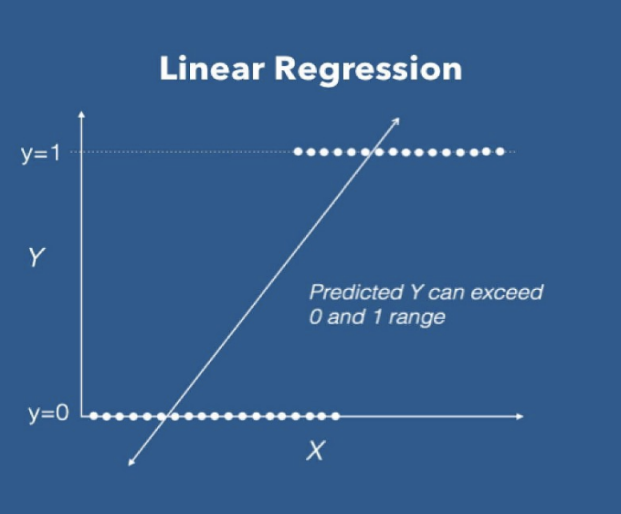 Linear Regression
y=1
Y
Predicted Y can exceed
0 and 1 range
y=0
X